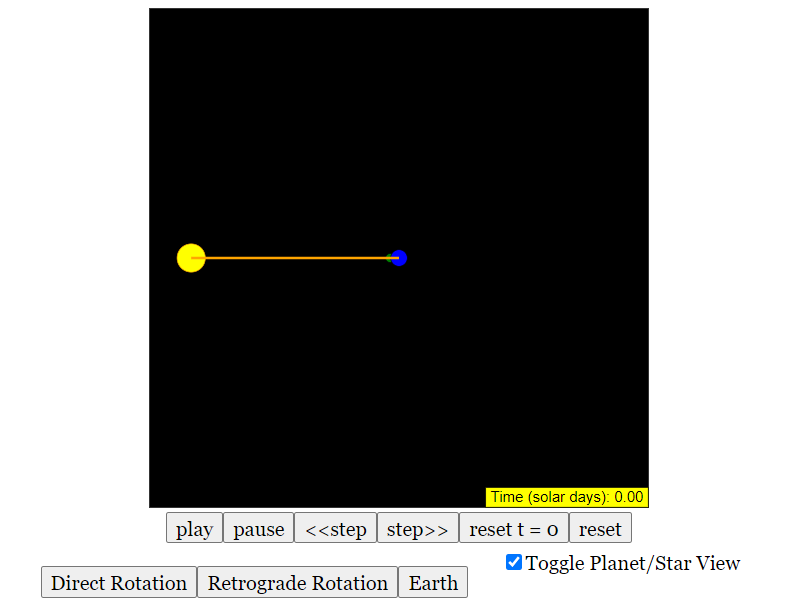 Time (solar days): 0.00
play pause <<step step>> reset t = 0 reset
Toggle Planet/Star View
Direct Rotation Retrograde Rotation Earth